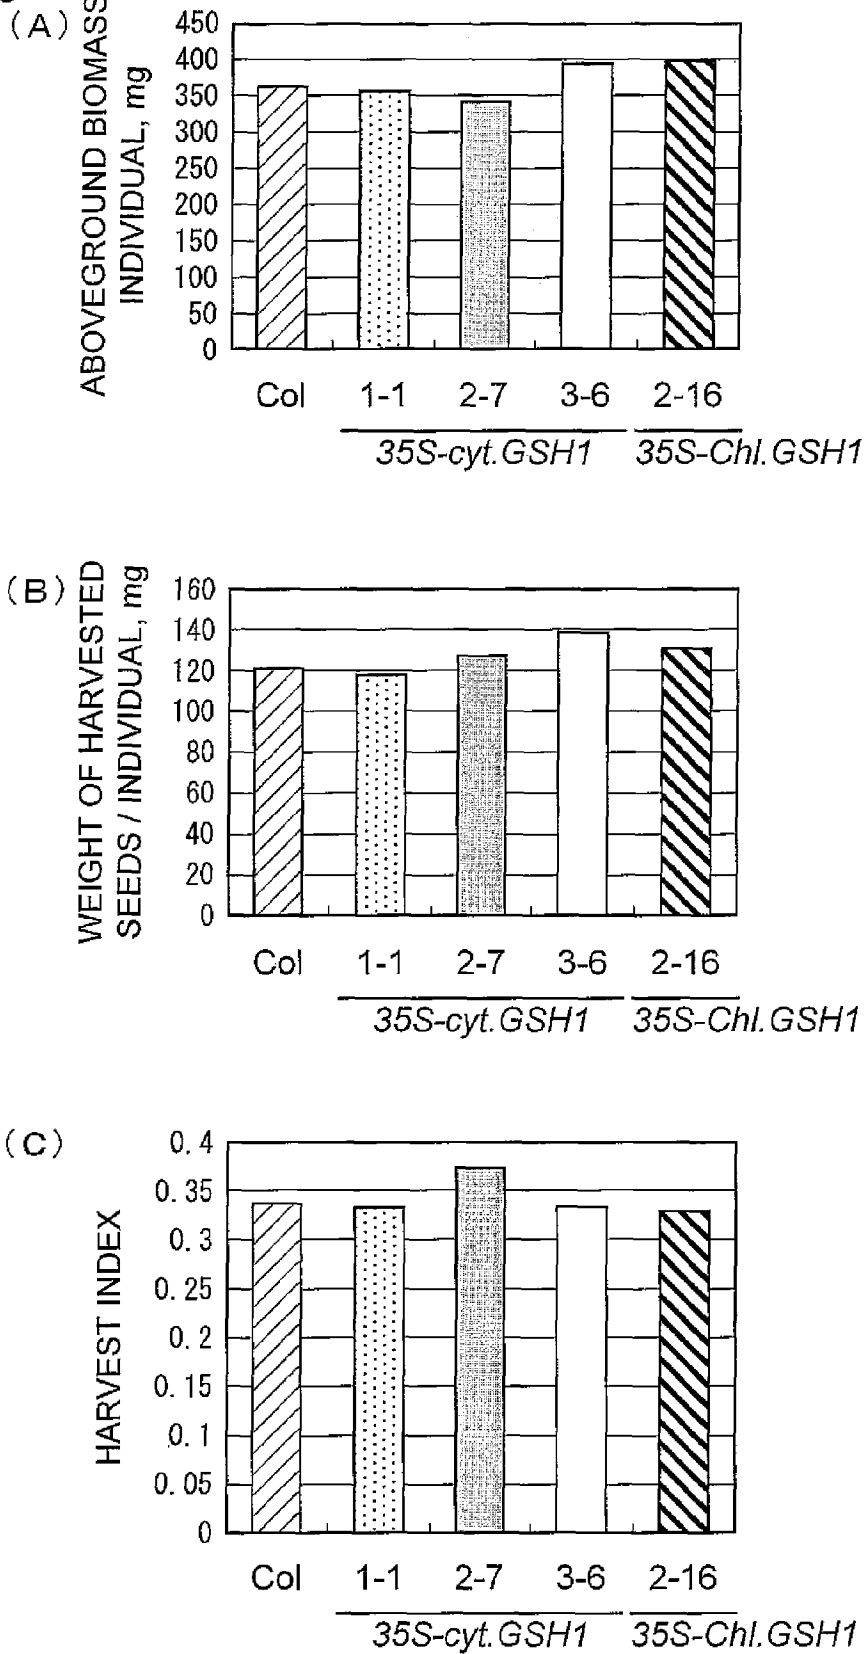 (A)
ABOVEGROUND BIOMASS
INDIVIDUAL, mg
450
400
350
300
250
200
150
100
50
0
Col 1-1 2-7 3-6 2-16
35S-cyt.GSH1 35S-Chl.GSH1
(B)
WEIGHT OF HARVESTED
SEEDS / INDIVIDUAL, mg
160
140
120
100
80
60
40
20
0
Col 1-1 2-7 3-6 2-16
35S-cyt.GSH1 35S-Chl.GSH1
(C)
HARVEST INDEX
0.4
0.35
0.3
0.25
0.2
0.15
0.1
0.05
0
Col 1-1 2-7 3-6 2-16
35S-cyt.GSH1 35S-Chl.GSH1